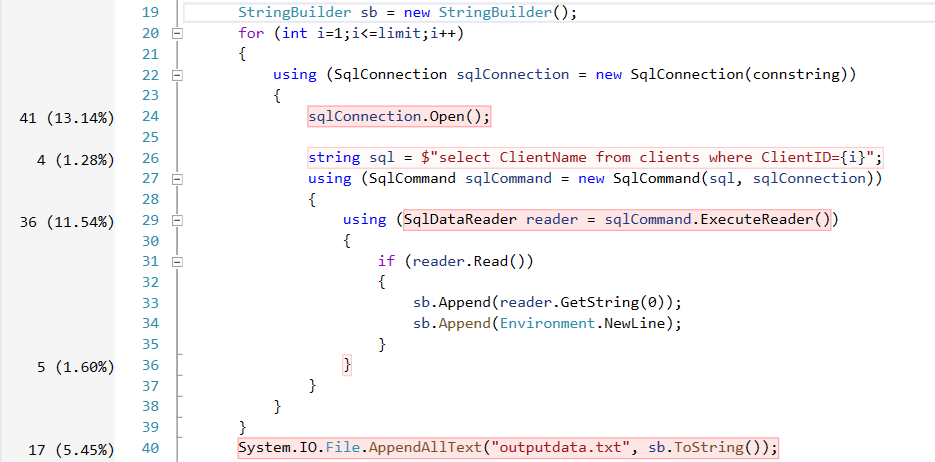 19 StringBuilder sb = new StringBuilder();
20 for (int i=1;i<=limit;i++)
21 {
22 using (SqlConnection sqlConnection = new SqlConnection(connstring))
23 {
41 (13.14%) 24 sqlConnection.Open();
25
4 (1.28%) 26 string sql = $"select ClientName from clients where ClientID={i}";
27 using (SqlCommand sqlCommand = new SqlCommand(sql, sqlConnection))
28 {
36 (11.54%) 29 using (SqlDataReader reader = sqlCommand.ExecuteReader())
30 {
31 if (reader.Read())
32 {
33 sb.Append(reader.GetString(0));
34 sb.Append(Environment.NewLine);
35 }
5 (1.60%) 36 }
37 }
38 }
39 }
17 (5.45%) 40 System.IO.File.AppendAllText("outputdata.txt", sb.ToString());